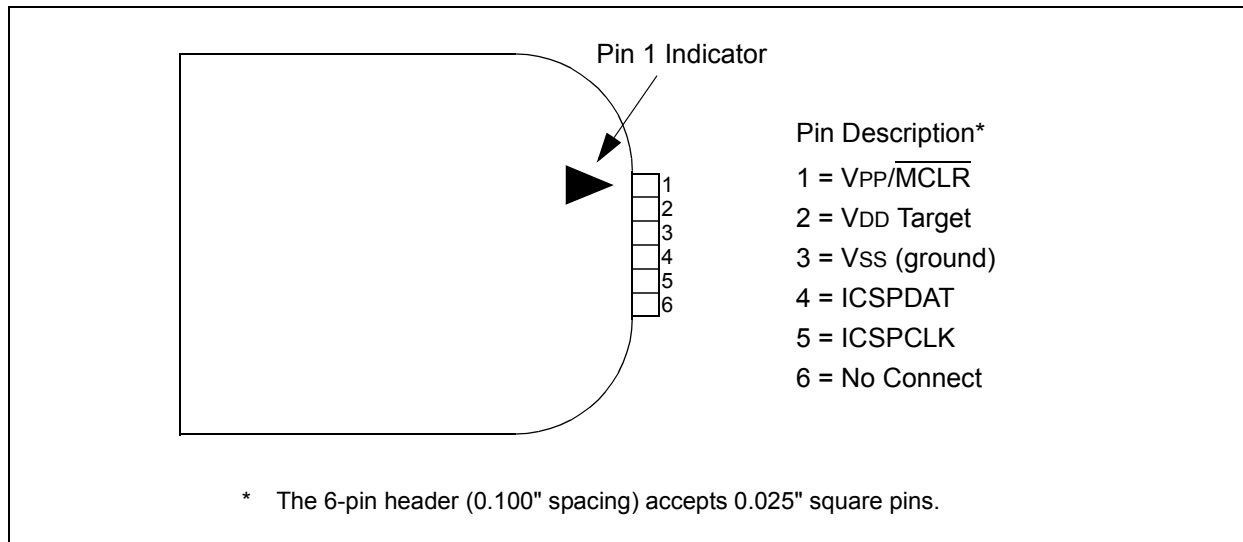 Pin 1 Indicator
1
2
3
4
5
6
Pin Description*
1 = VPP/M̅C̅L̅R̅
2 = VDD Target
3 = VSS (ground)
4 = ICSPDAT
5 = ICSPCLK
6 = No Connect
* The 6-pin header (0.100" spacing) accepts 0.025" square pins.